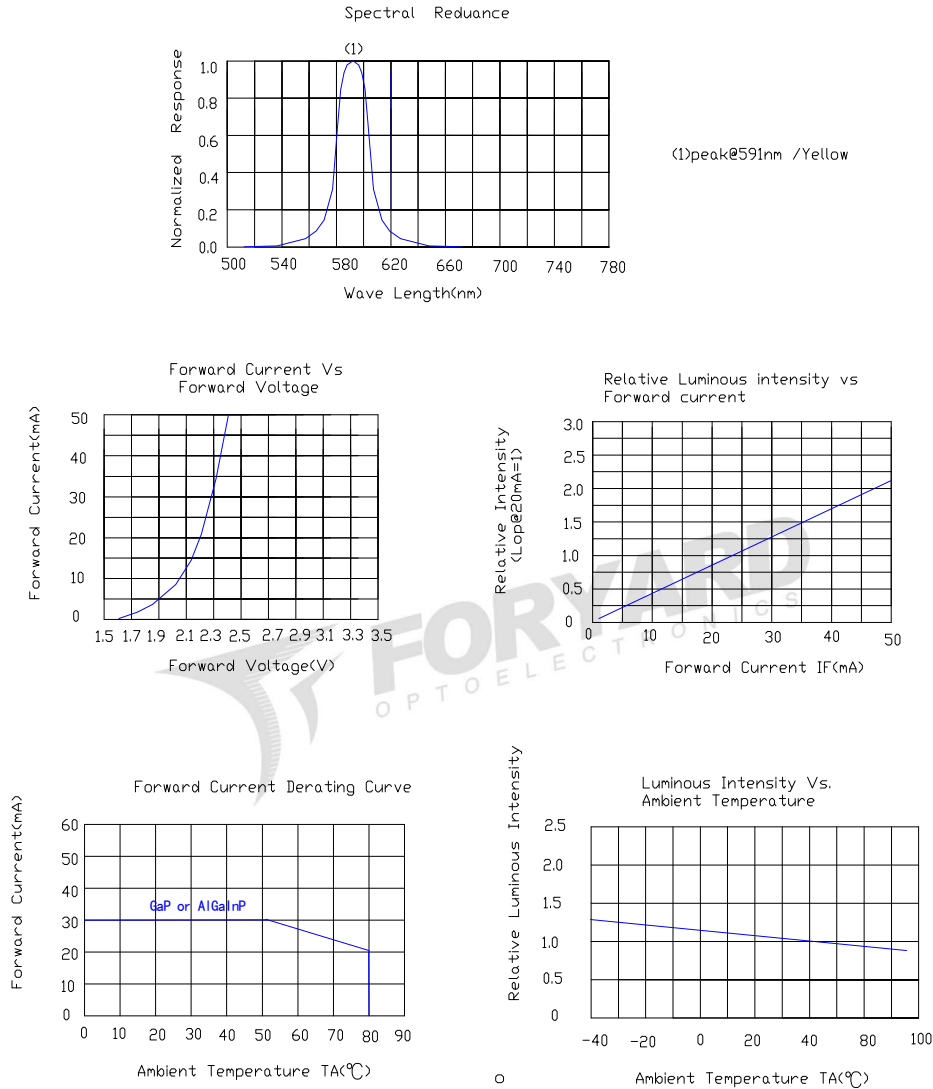 Spectral Reduance
(1)
Normalized Response
1.0
0.8
0.6
0.4
0.2
0.0
500 540 580 620 660 700 740 780
Wave Length(nm)
(1)peak@591nm /Yellow
Forward Current Vs
Forward Voltage
Forward Current(mA)
50
40
30
20
10
0
1.5 1.7 1.9 2.1 2.3 2.5 2.7 2.9 3.1 3.3 3.5
Forward Voltage(V)
Relative Luminous intensity vs
Forward current
Relative Intensity
(Lop@20mA=1)
3.0
2.5
2.0
1.5
1.0
0.5
0
10 20 30 40 50
Forward Current IF(mA)
FORYARD
OPTOELECTRONICS
Forward Current Derating Curve
Forward Current(mA)
60
50
40
30
20
10
0
GaP or AlGaInP
0 10 20 30 40 50 60 70 80 90
Ambient Temperature TA(℃)
Luminous Intensity Vs.
Ambient Temperature
Relative Luminous Intensity
2.5
2.0
1.5
1.0
0.5
0
-40 -20 0 20 40 60 80 100
Ambient Temperature TA(℃)